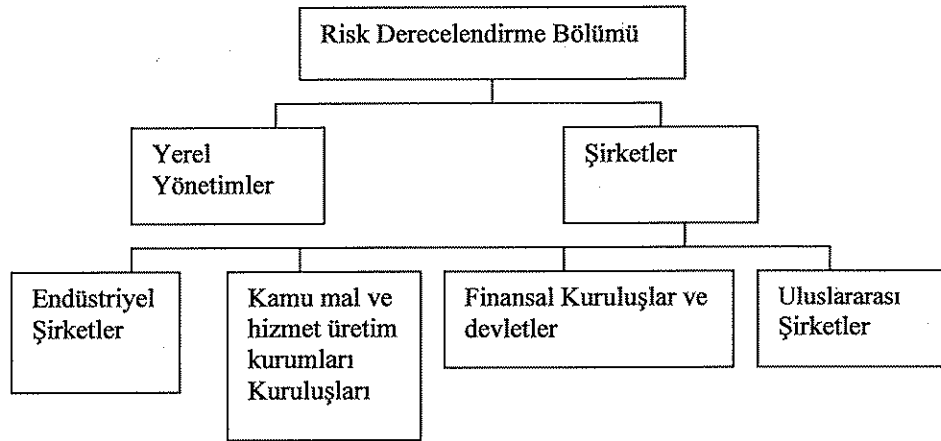 Risk Derecelendirme Bölümü
Yerel
Yönetimler
Şirketler
Endüstriyel
Şirketler
Kamu mal ve
hizmet üretim
kurumları
Kuruluşları
Finansal Kuruluşlar ve
devletler
Uluslararası
Şirketler